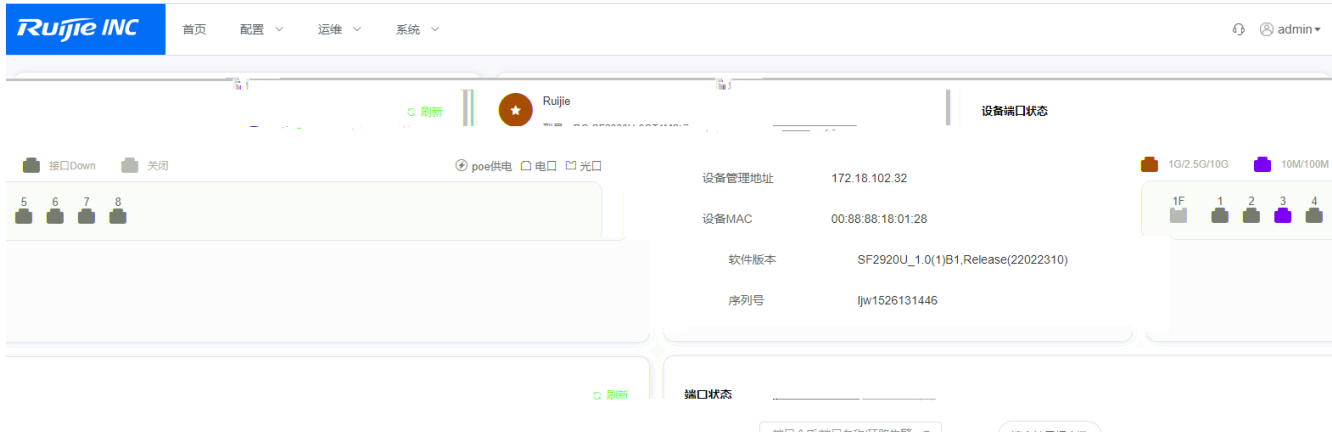 Ruijie INC 首页 配置 运维 系统 admin
刷新 Ruijie 设备端口状态
接口Down 关闭 poe供电 电口 光口 设备管理地址 172.18.102.32 1G/2.5G/10G 10M/100M
5 6 7 8 1F 1 2 3 4
设备MAC 00:88:88:18:01:28
软件版本 SF2920U_1.0(1)B1,Release(22022310)
序列号 ljw1526131446
刷新 端口状态